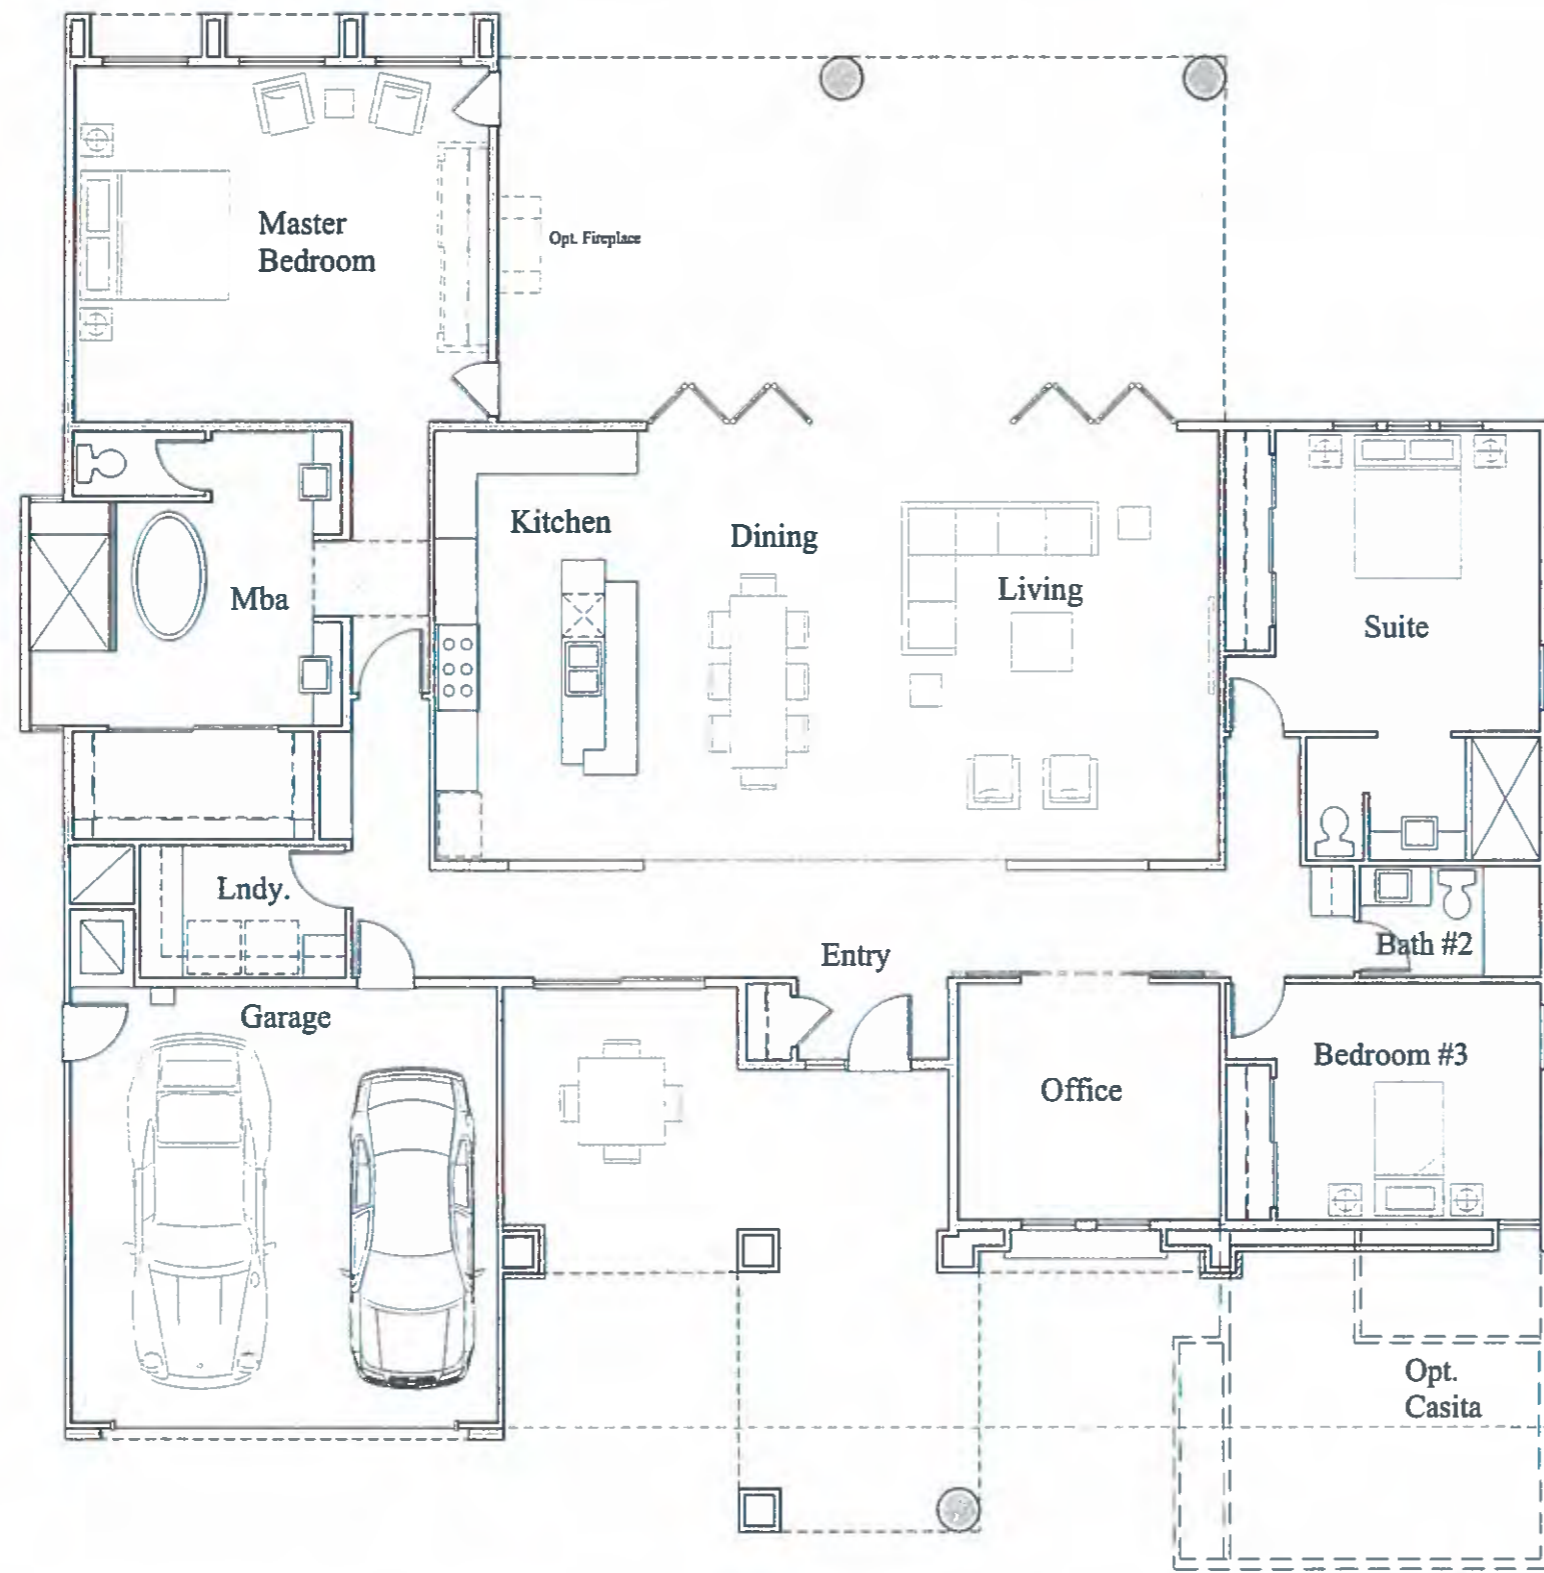 Master
Bedroom
Opt. Fireplace
Kitchen
Dining
Living
Mba
Suite
Lndy.
Entry
Bath #2
Garage
Bedroom #3
Office
Opt.
Casita